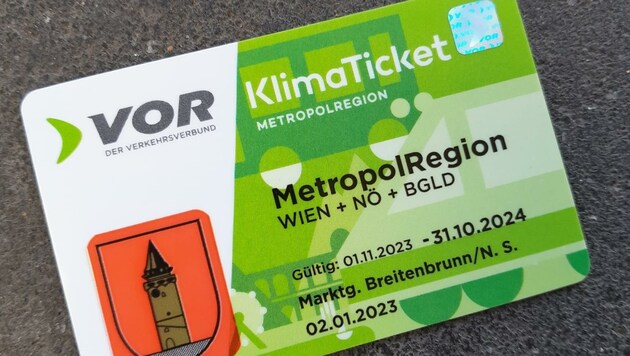 VOR
DER VERKEHRSVERBUND
KlimaTicket
METROPOLREGION
MetropolRegion
WIEN + NÖ + BGLD
Gültig: 01.11.2023 - 31.10.2024
Marktg. Breitenbrunn/N. S.
02.01.2023